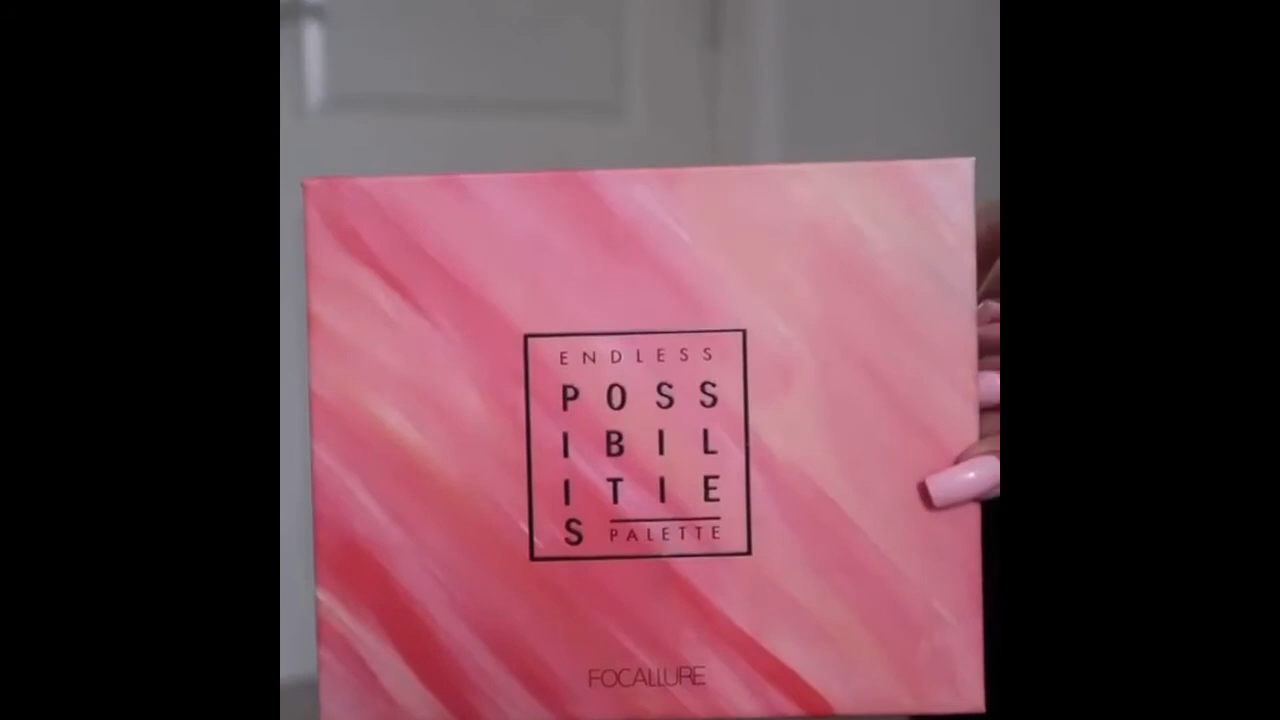 ENDLESS
POSS
IBIL
ITIE
S PALETTE
FOCALLURE